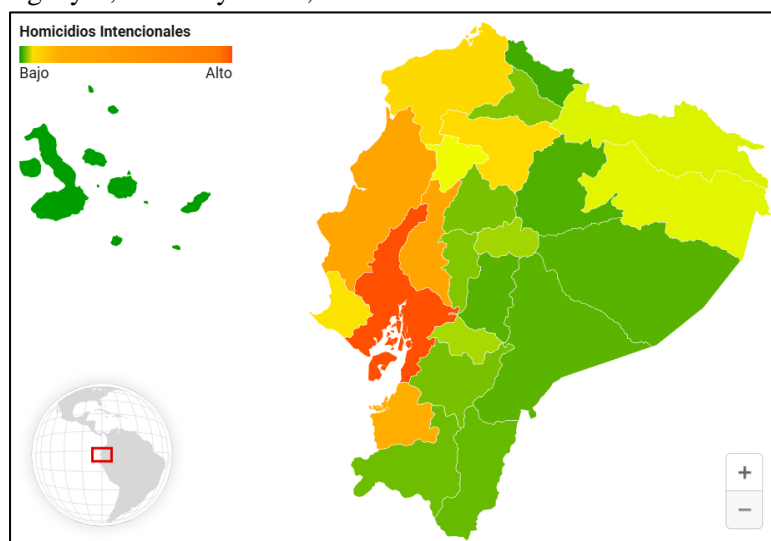 Homicidios Intencionales
Bajo Alto
+
−